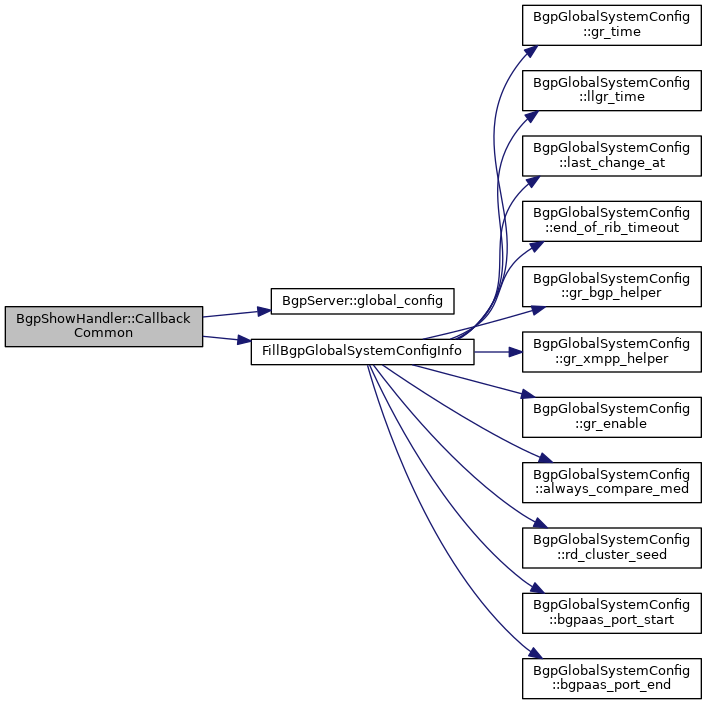 BgpGlobalSystemConfig
::gr_time
BgpGlobalSystemConfig
::llgr_time
BgpGlobalSystemConfig
::last_change_at
BgpGlobalSystemConfig
::end_of_rib_timeout
BgpGlobalSystemConfig
::gr_bgp_helper
BgpShowHandler::Callback
Common
BgpServer::global_config
FillBgpGlobalSystemConfigInfo
BgpGlobalSystemConfig
::gr_xmpp_helper
BgpGlobalSystemConfig
::gr_enable
BgpGlobalSystemConfig
::always_compare_med
BgpGlobalSystemConfig
::rd_cluster_seed
BgpGlobalSystemConfig
::bgpaas_port_start
BgpGlobalSystemConfig
::bgpaas_port_end